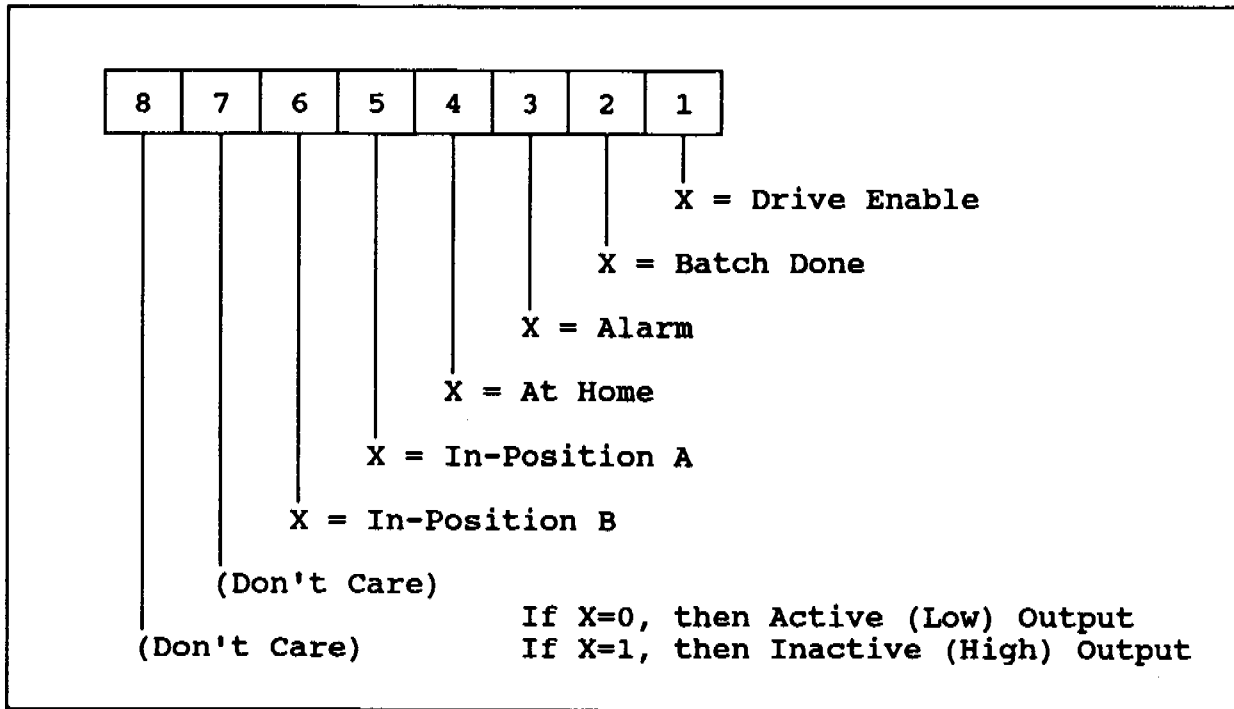 8 7 6 5 4 3 2 1
X = Drive Enable
X = Batch Done
X = Alarm
X = At Home
X = In-Position A
X = In-Position B
(Don't Care)
If X=0, then Active (Low) Output
(Don't Care)
If X=1, then Inactive (High) Output